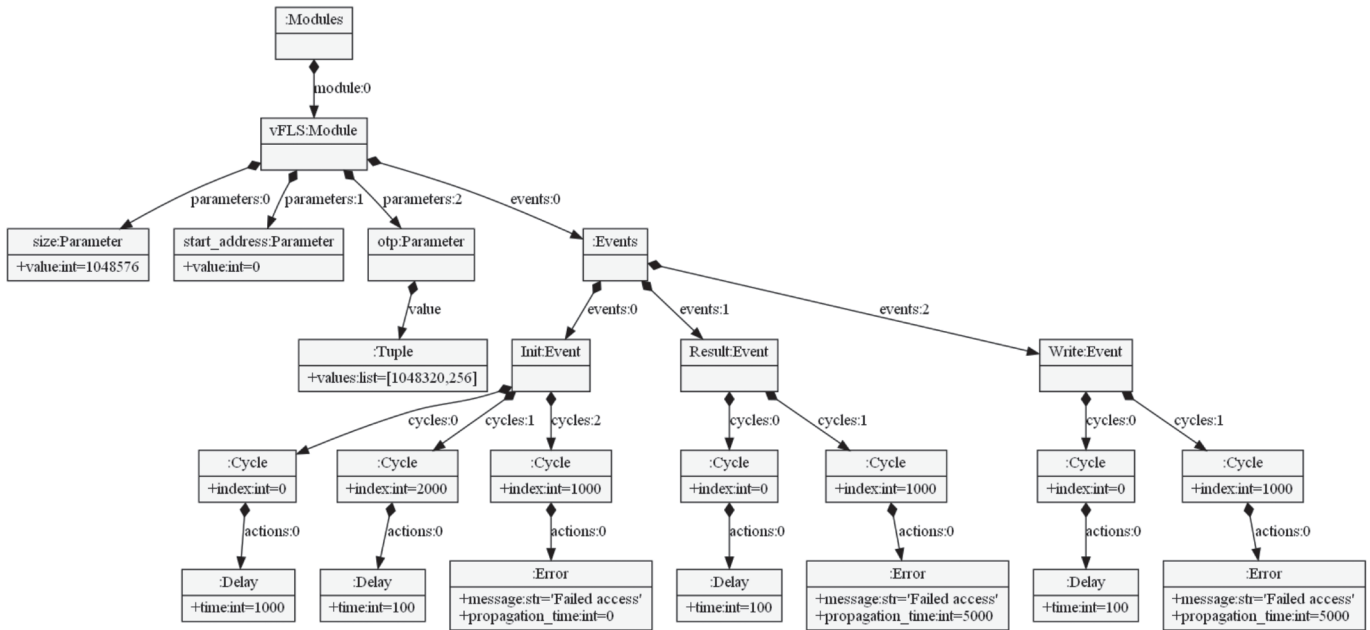 :Modules
module:0
vFLS:Module
parameters:0
parameters:1
parameters:2
events:0
size:Parameter
+value:int=1048576
start_address:Parameter
+value:int=0
otp:Parameter
:Events
value
events:0
events:1
events:2
:Tuple
+values:list=[1048320,256]
Init:Event
Result:Event
Write:Event
cycles:0
cycles:1
cycles:2
cycles:0
cycles:1
cycles:0
cycles:1
:Cycle
+index:int=0
:Cycle
+index:int=2000
:Cycle
+index:int=1000
:Cycle
+index:int=0
:Cycle
+index:int=1000
:Cycle
+index:int=0
:Cycle
+index:int=1000
actions:0
actions:0
actions:0
actions:0
actions:0
actions:0
actions:0
:Delay
+time:int=1000
:Delay
+time:int=100
:Error
+message:str='Failed access'
+propagation_time:int=0
:Delay
+time:int=100
:Error
+message:str='Failed access'
+propagation_time:int=5000
:Delay
+time:int=100
:Error
+message:str='Failed access'
+propagation_time:int=5000